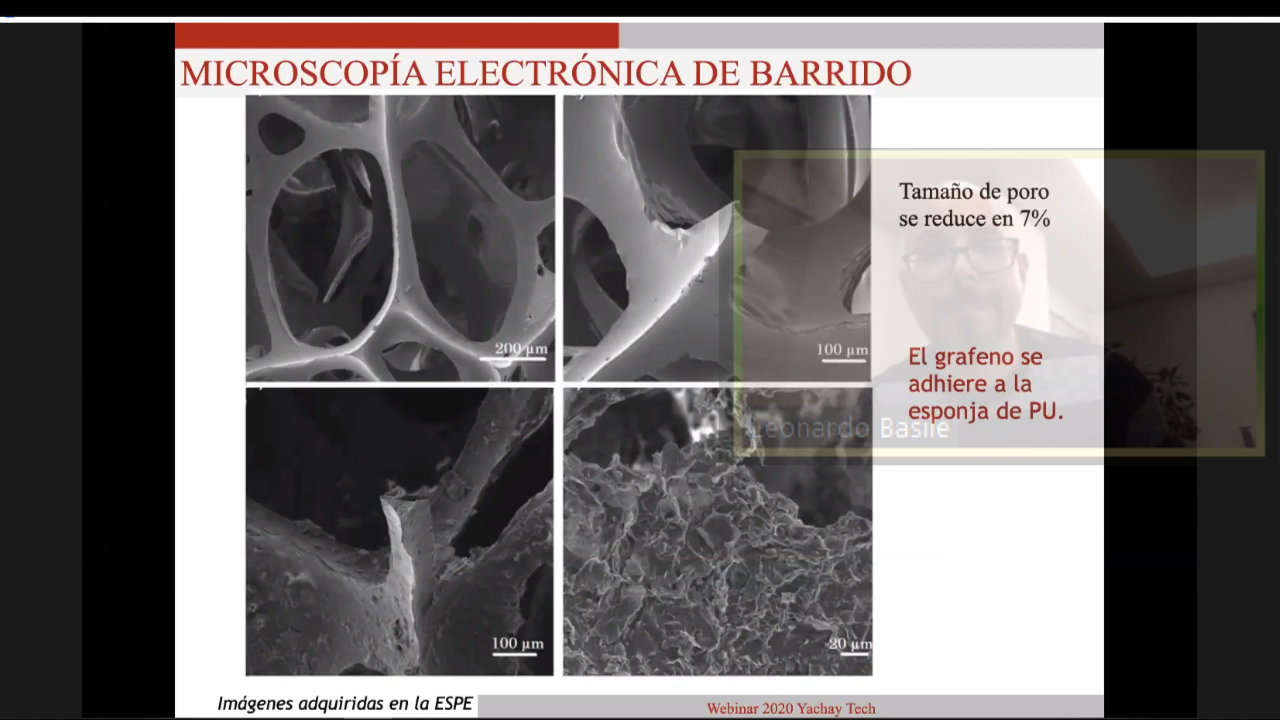 MICROSCOPÍA ELECTRÓNICA DE BARRIDO
Tamaño de poro
se reduce en 7%
200 µm
100 µm
El grafeno se
adhiere a la
esponja de PU.
Leonardo Basile
100 µm
20 µm
Imágenes adquiridas en la ESPE
Webinar 2020 Yachay Tech